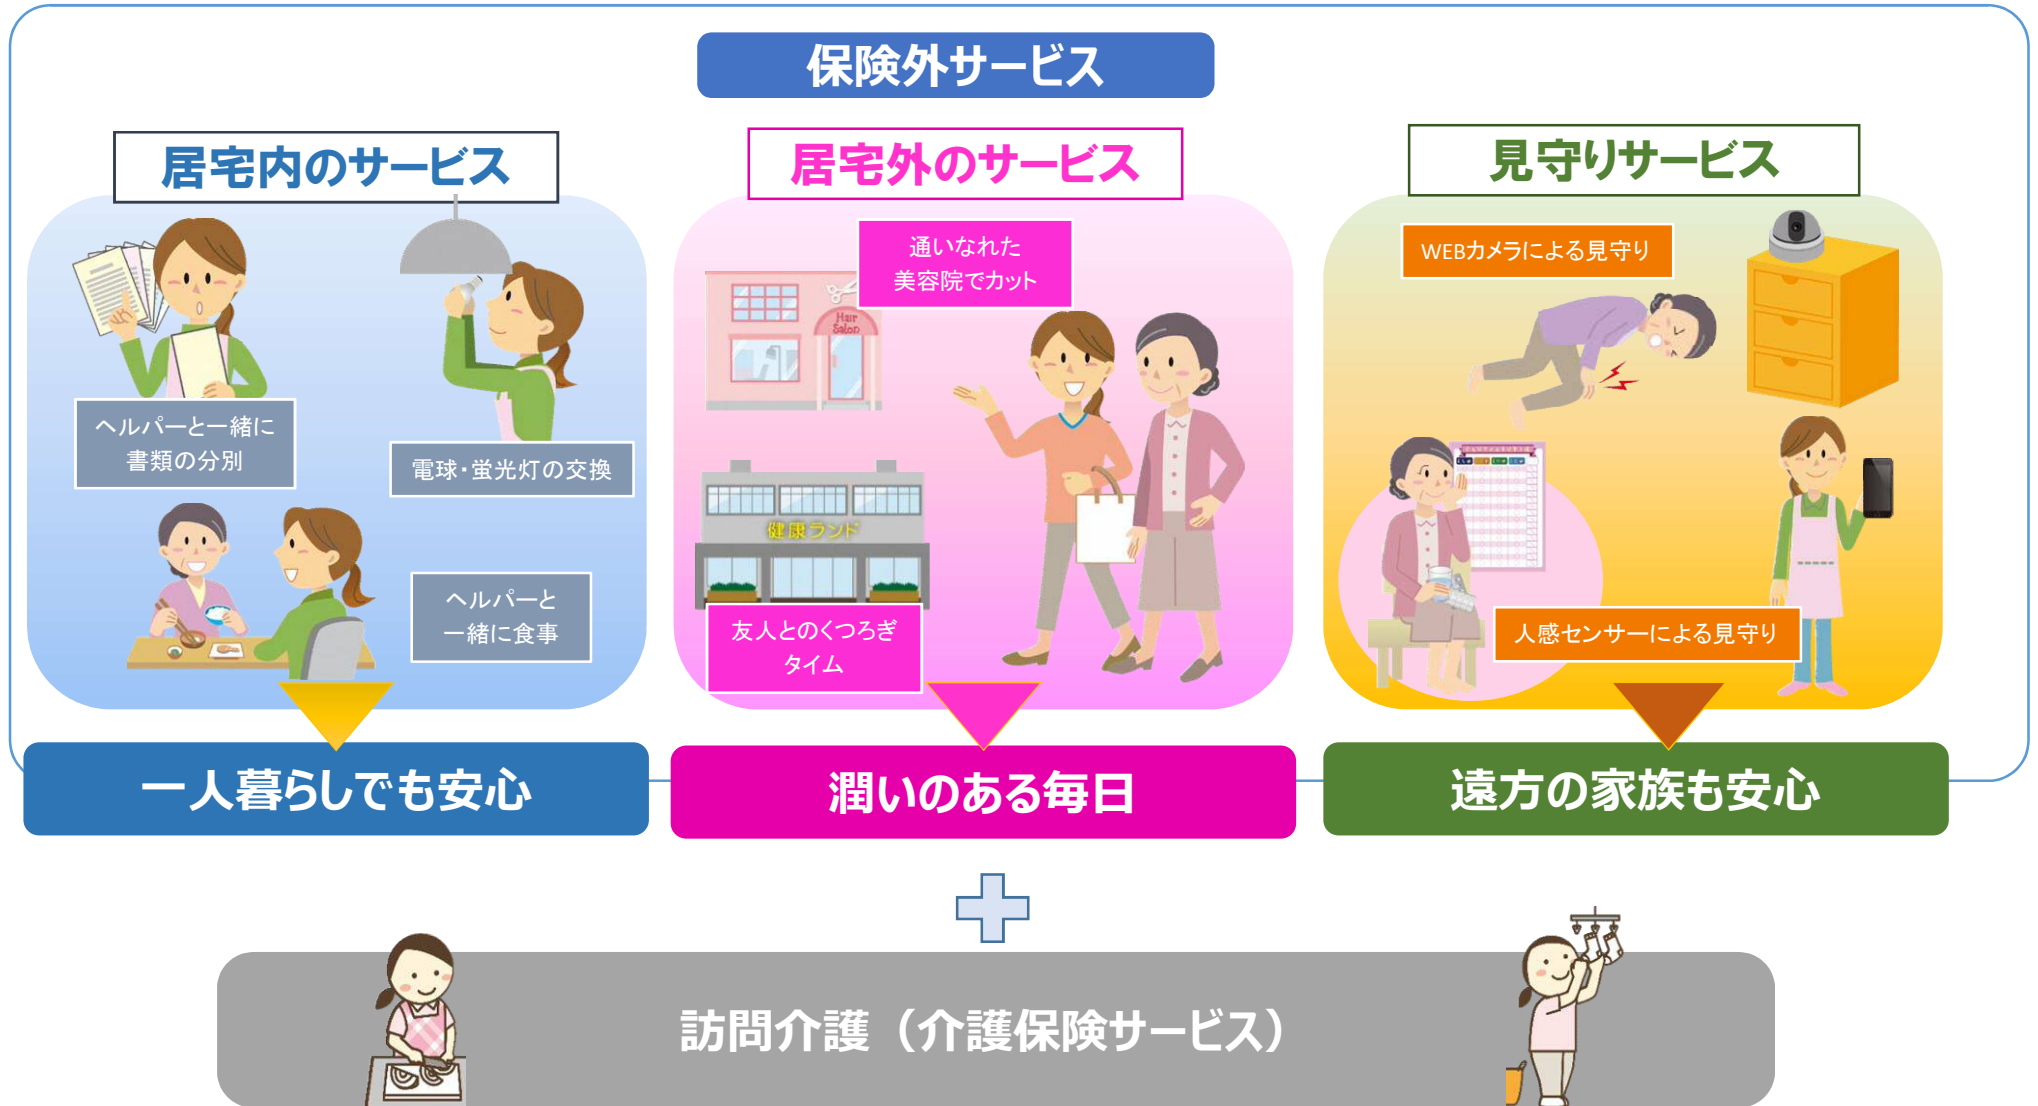 保険外サービス
居宅内のサービス
ヘルパーと一緒に
書類の分別
電球・蛍光灯の交換
ヘルパーと
一緒に食事
一人暮らしでも安心
居宅外のサービス
通いなれた
美容院でカット
Hair
Salon
健康ランド
友人とのくつろぎ
タイム
潤いのある毎日
見守りサービス
WEBカメラによる見守り
人感センサーによる見守り
遠方の家族も安心
訪問介護（介護保険サービス）